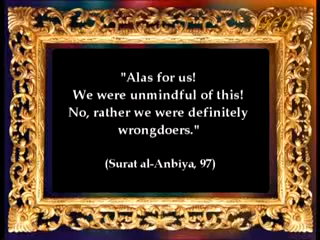 "Alas for us!
We were unmindful of this!
No, rather we were definitely
wrongdoers."
(Surat al-Anbiya, 97)